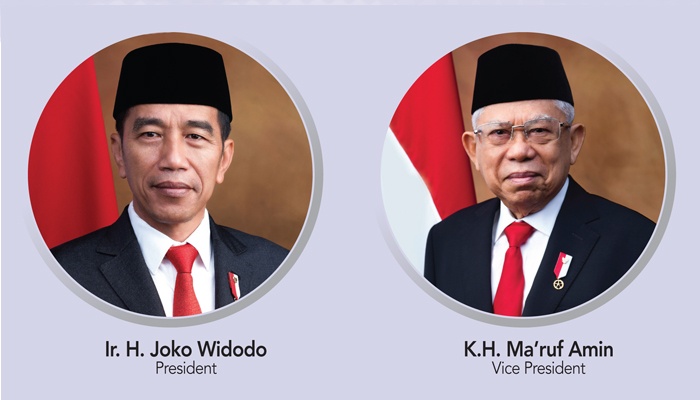 Ir. H. Joko Widodo
President
K.H. Ma’ruf Amin
Vice President